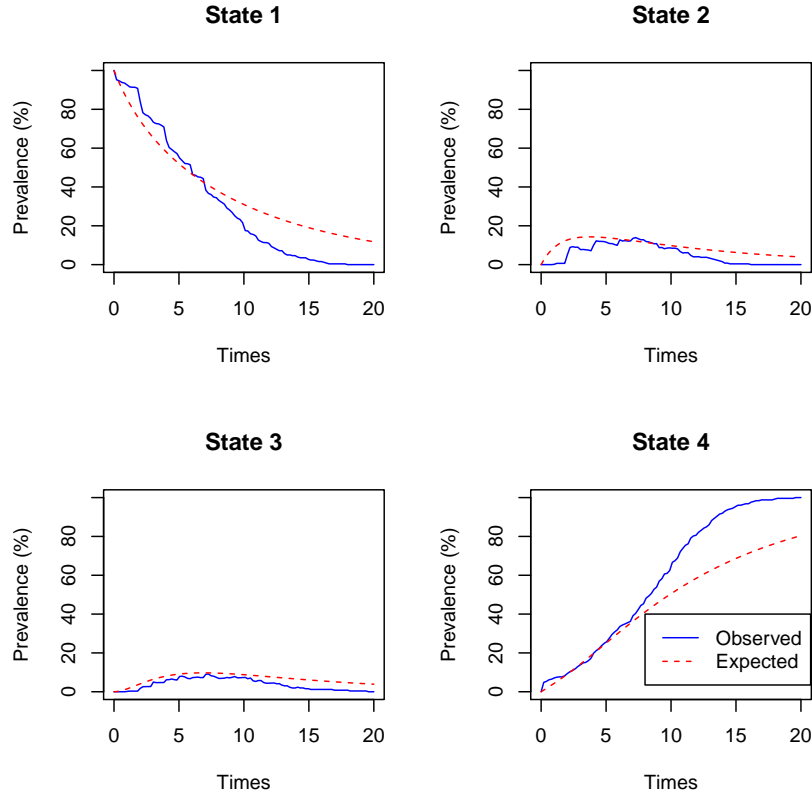 State 1
Prevalence (%)
0 20 40 60 80
0 5 10 15 20
Times
State 2
Prevalence (%)
0 20 40 60 80
0 5 10 15 20
Times
State 3
Prevalence (%)
0 20 40 60 80
0 5 10 15 20
Times
State 4
Prevalence (%)
0 20 40 60 80
0 5 10 15 20
Times
Observed
Expected